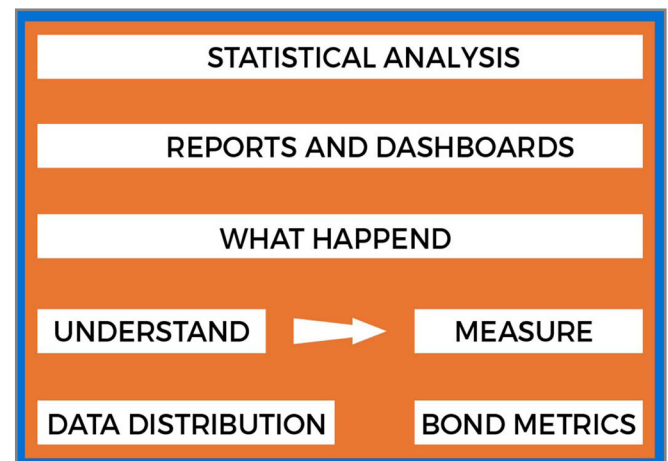 STATISTICAL ANALYSIS
REPORTS AND DASHBOARDS
WHAT HAPPEND
UNDERSTAND
MEASURE
DATA DISTRIBUTION
BOND METRICS